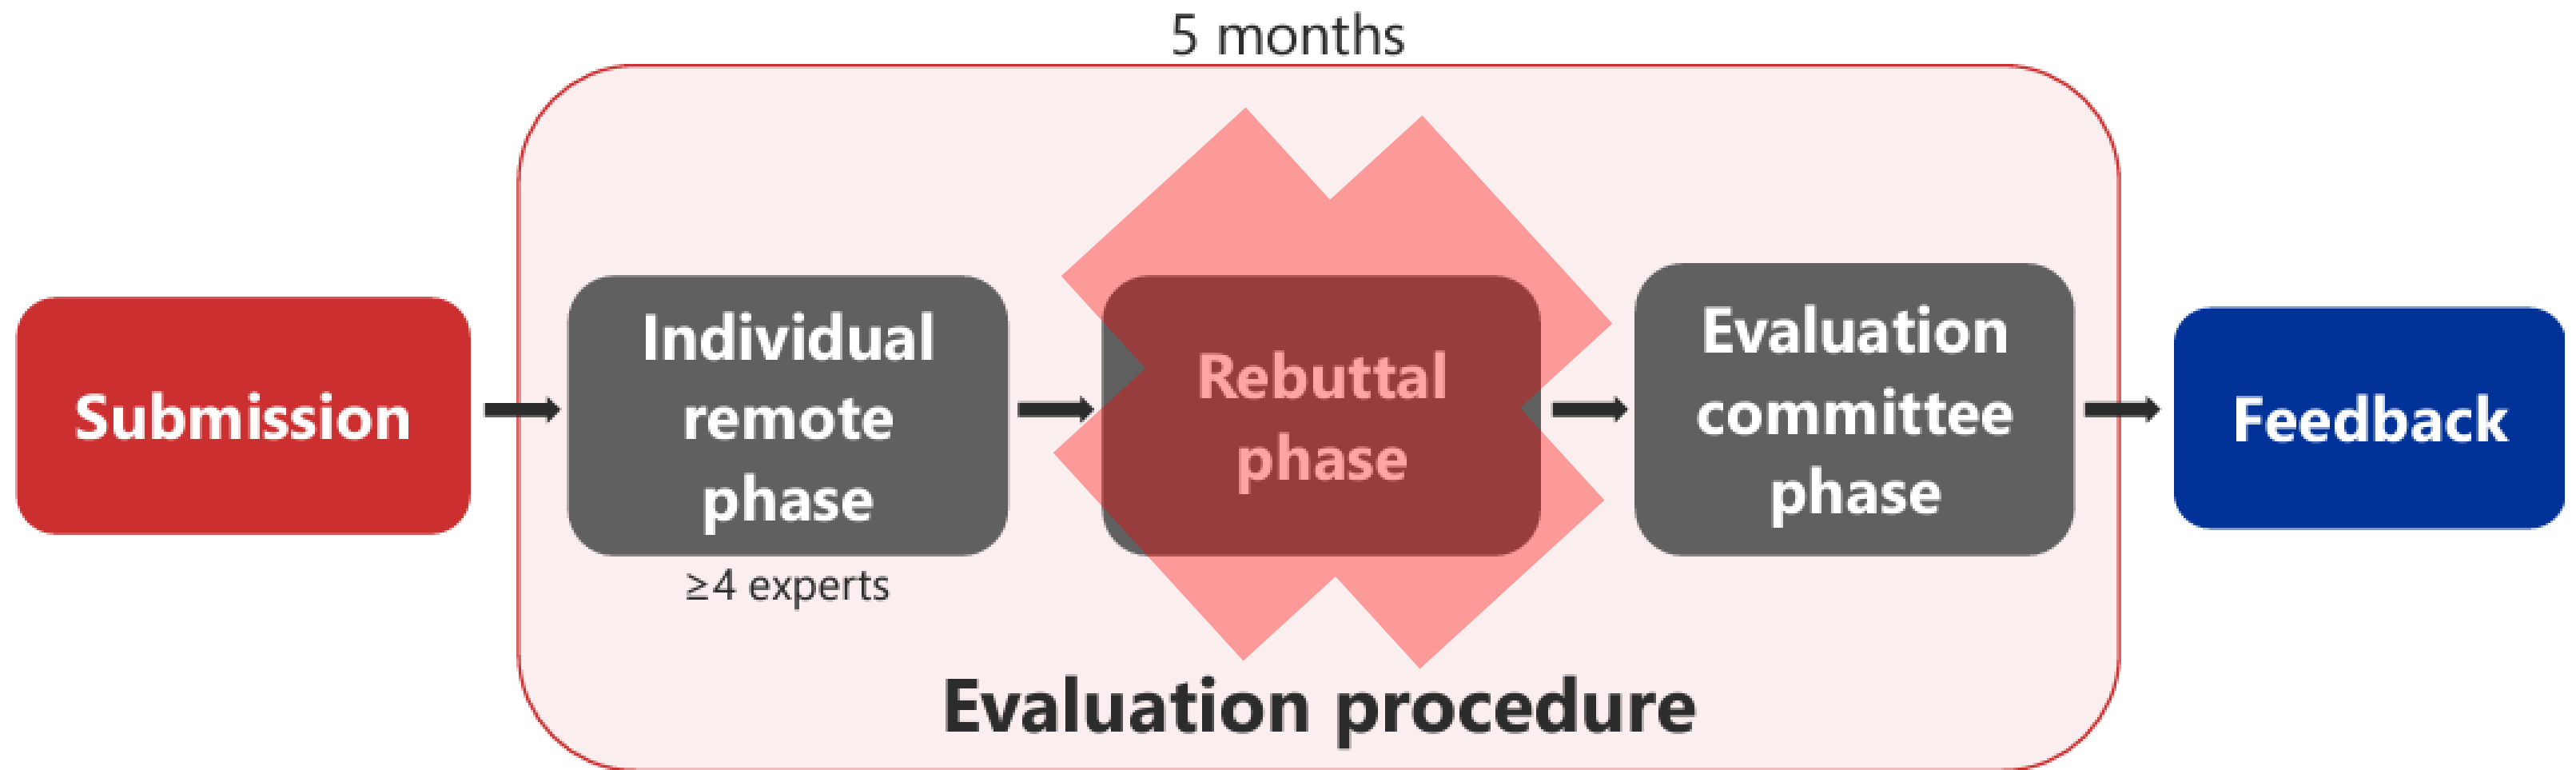 5 months
Submission
Individual
remote
phase
≥4 experts
Rebuttal
phase
Evaluation
committee
phase
Feedback
Evaluation procedure